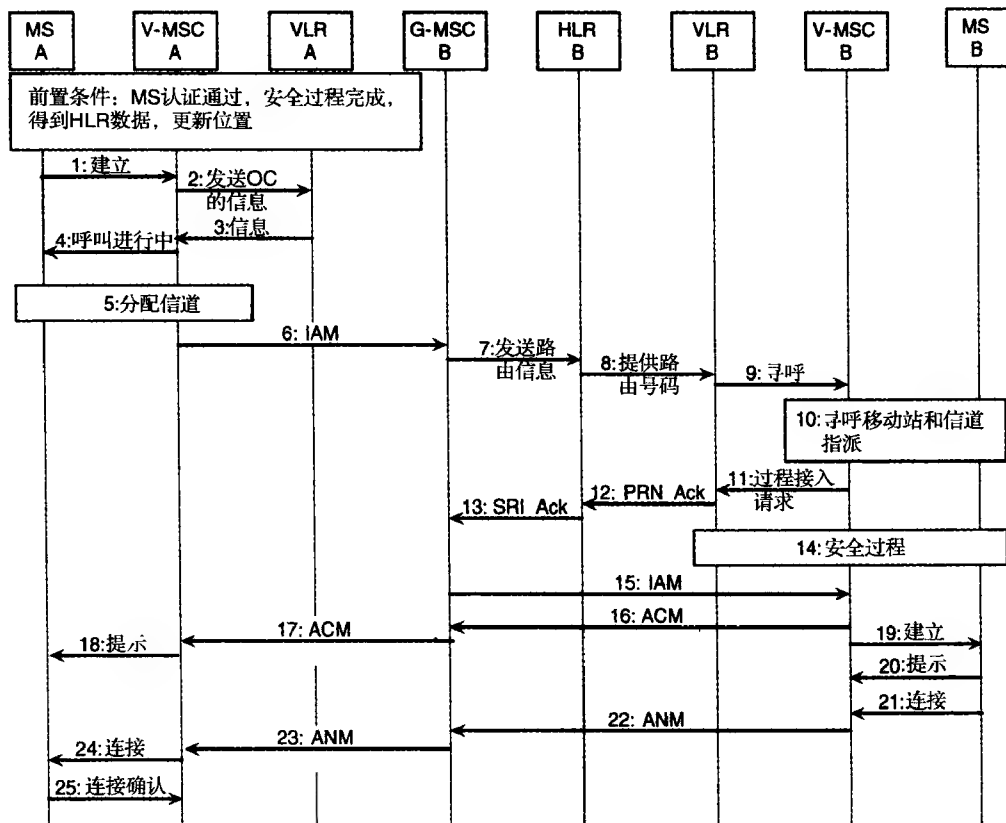 MS
A
V-MSC
A
VLR
A
G-MSC
B
HLR
B
VLR
B
V-MSC
B
MS
B
前置条件：MS认证通过，安全过程完成，
得到HLR数据，更新位置
1:建立
2:发送OC
的信息
3:信息
4:呼叫进行中
5:分配信道
6: IAM
7:发送路
由信息
8:提供路
由号码
9:寻呼
10:寻呼移动站和信道
指派
11:过程接入
请求
12: PRN_Ack
13: SRI_Ack
14:安全过程
15: IAM
16: ACM
17: ACM
18:提示
19:建立
20:提示
21:连接
22: ANM
23: ANM
24:连接
25:连接确认